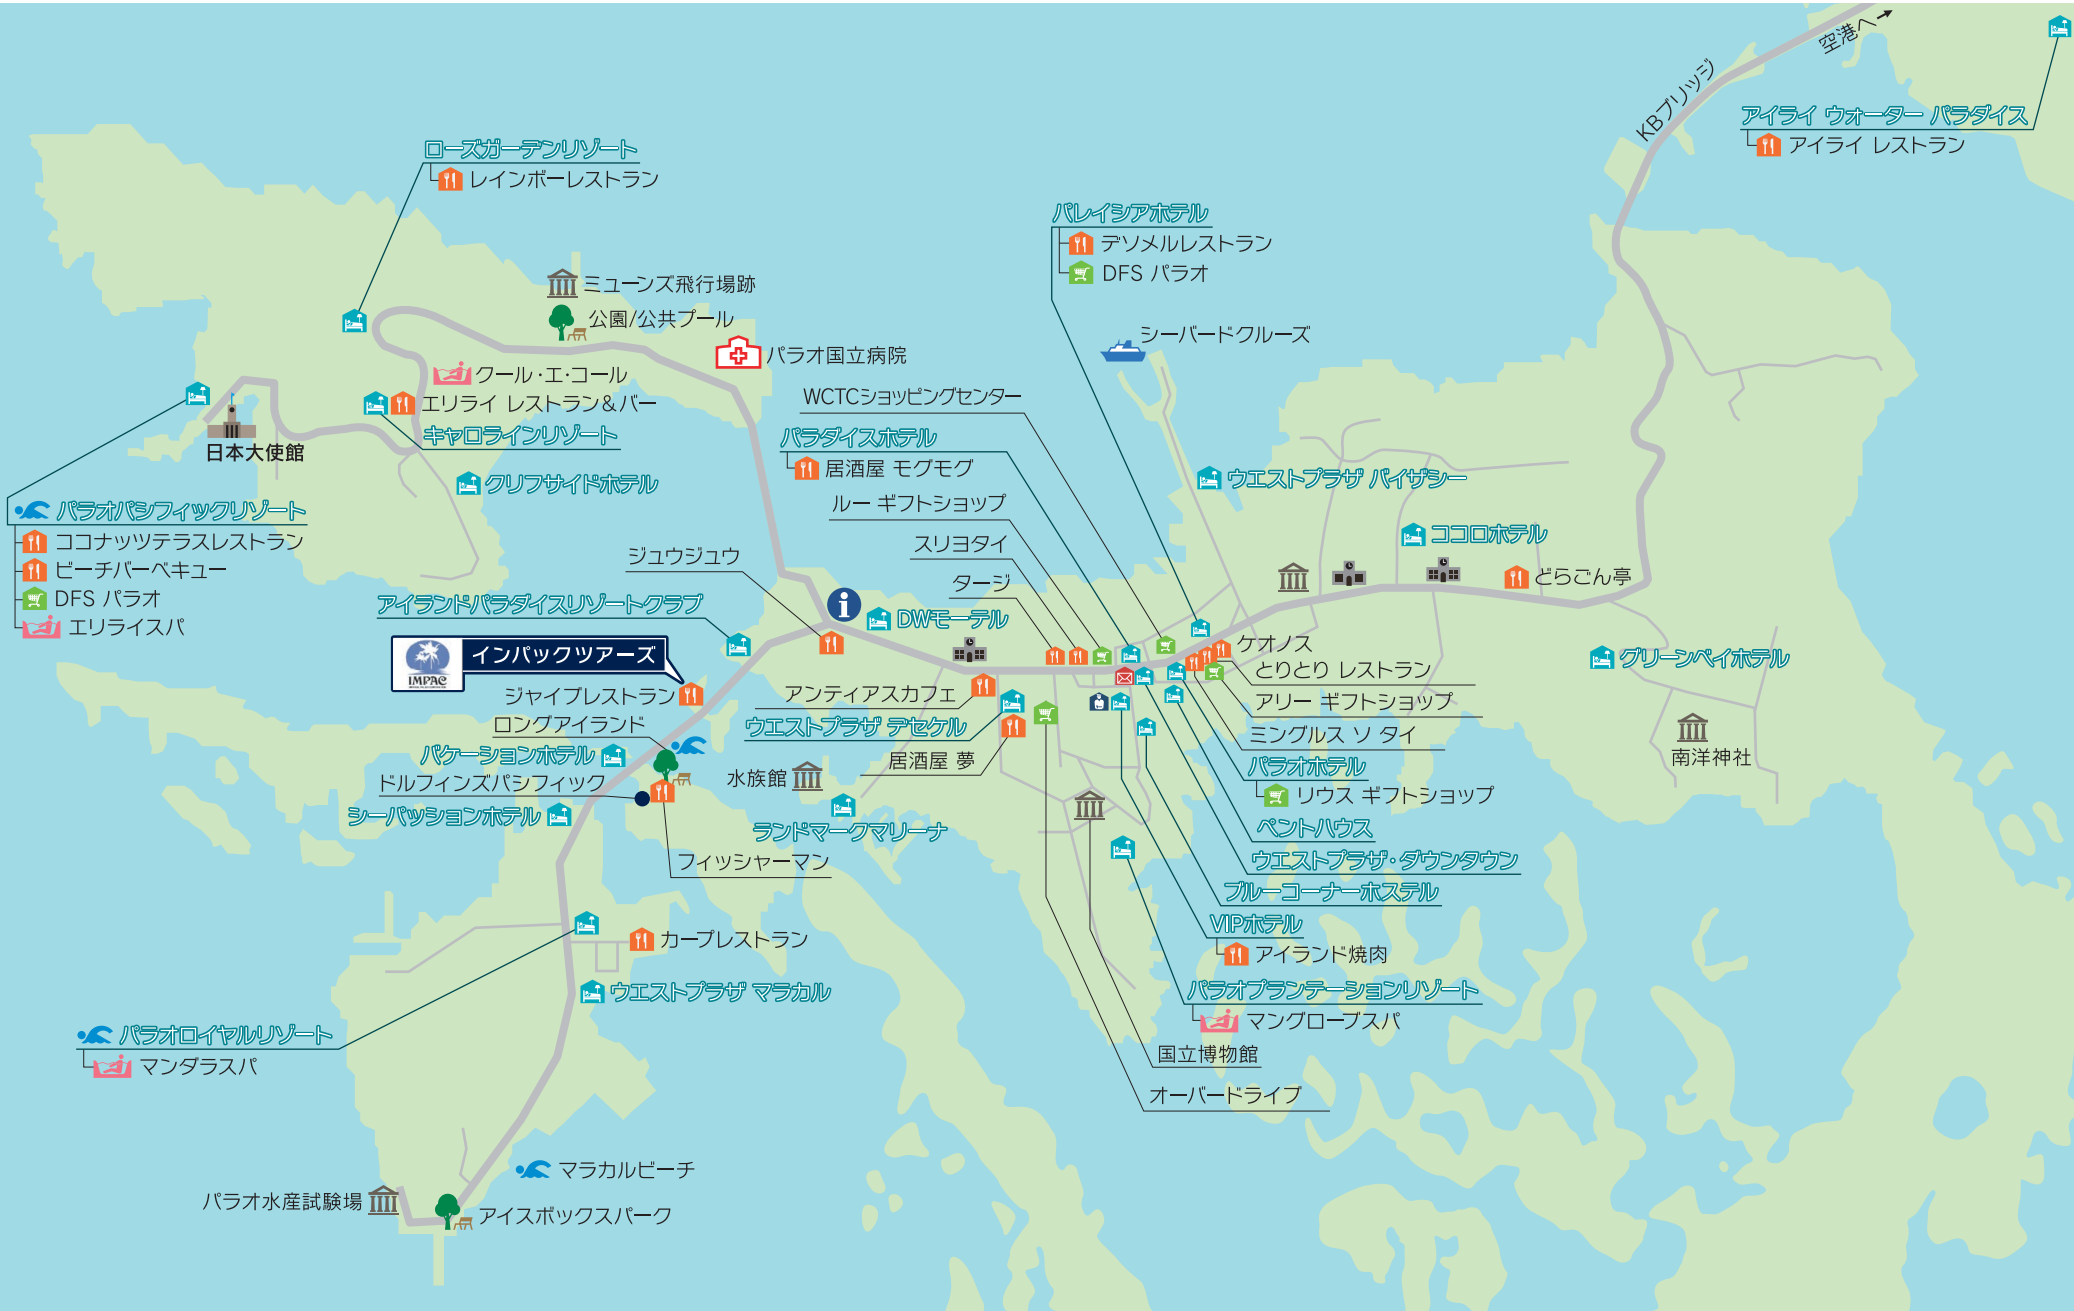 空港へ
KBブリッジ
アイライ ウォーター パラダイス
アイライ レストラン
ローズガーデンリゾート
レインボーレストラン
パレイシアホテル
デソメルレストラン
DFS パラオ
ミューンズ飛行場跡
公園/公共プール
シーバードクルーズ
パラオ国立病院
クール・エ・コール
WCTCショッピングセンター
エリライ レストラン&バー
キャロラインリゾート
パラダイスホテル
日本大使館
居酒屋 モグモグ
クリフサイドホテル
ウエストプラザ バイザシー
ルー ギフトショップ
パラオパシフィックリゾート
ココナッツテラスレストラン
ビーチバーベキュー
DFS パラオ
エリライスパ
ココロホテル
スリヨタイ
ジュウジュウ
タージ
どらごん亭
アイランドパラダイスリゾートクラブ
i
DWモーテル
インパックツアーズ
IMPAC
ケオノス
とりとり レストラン
グリーンベイホテル
ジャイブレストラン
アンティアスカフェ
アリー ギフトショップ
ロングアイランド
ウエストプラザ デセケル
ミングルス ソ タイ
南洋神社
バケーションホテル
居酒屋 夢
パラオホテル
リウス ギフトショップ
ドルフィンズパシフィック
水族館
シーパッションホテル
ランドマークマリーナ
ペントハウス
フィッシャーマン
ウエストプラザ・ダウンタウン
ブルーコーナーホステル
VIPホテル
アイランド焼肉
カープレストラン
ウエストプラザ マラカル
パラオプランテーションリゾート
マングローブスパ
パラオロイヤルリゾート
マンダラスパ
国立博物館
オーバードライブ
マラカルビーチ
パラオ水産試験場
アイスボックスパーク